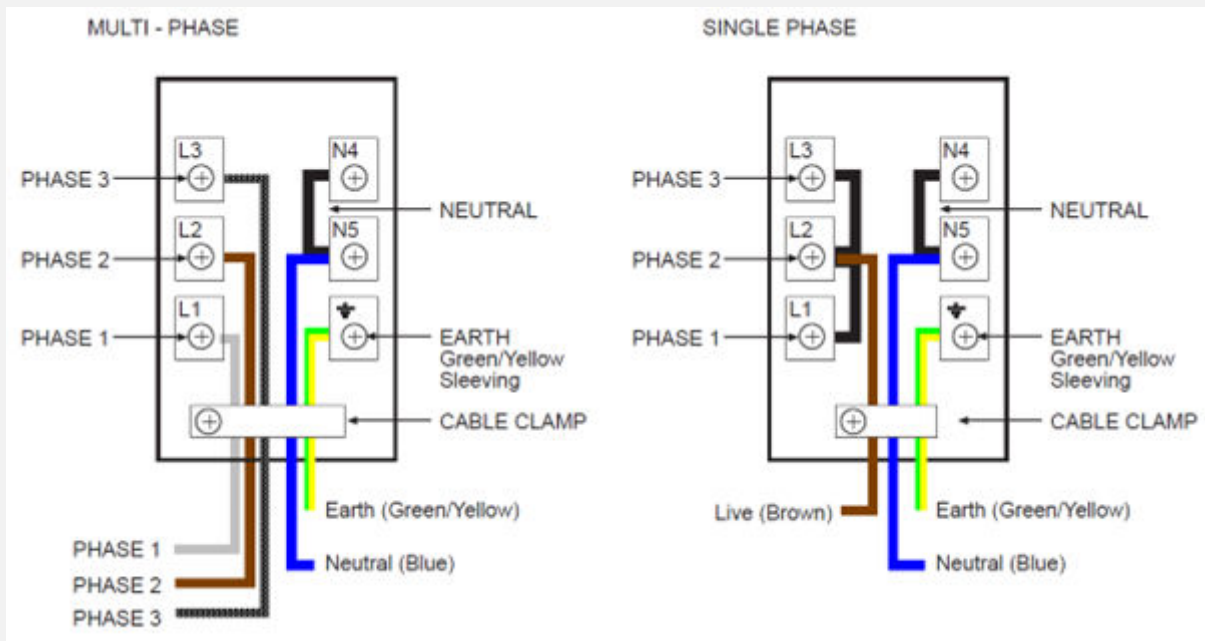 MULTI - PHASE
L3
N4
PHASE 3
NEUTRAL
L2
N5
PHASE 2
L1
PHASE 1
EARTH
Green/Yellow
Sleeving
CABLE CLAMP
Earth (Green/Yellow)
PHASE 1
Neutral (Blue)
PHASE 2
PHASE 3
SINGLE PHASE
L3
N4
PHASE 3
NEUTRAL
L2
N5
PHASE 2
L1
PHASE 1
EARTH
Green/Yellow
Sleeving
CABLE CLAMP
Live (Brown)
Earth (Green/Yellow)
Neutral (Blue)